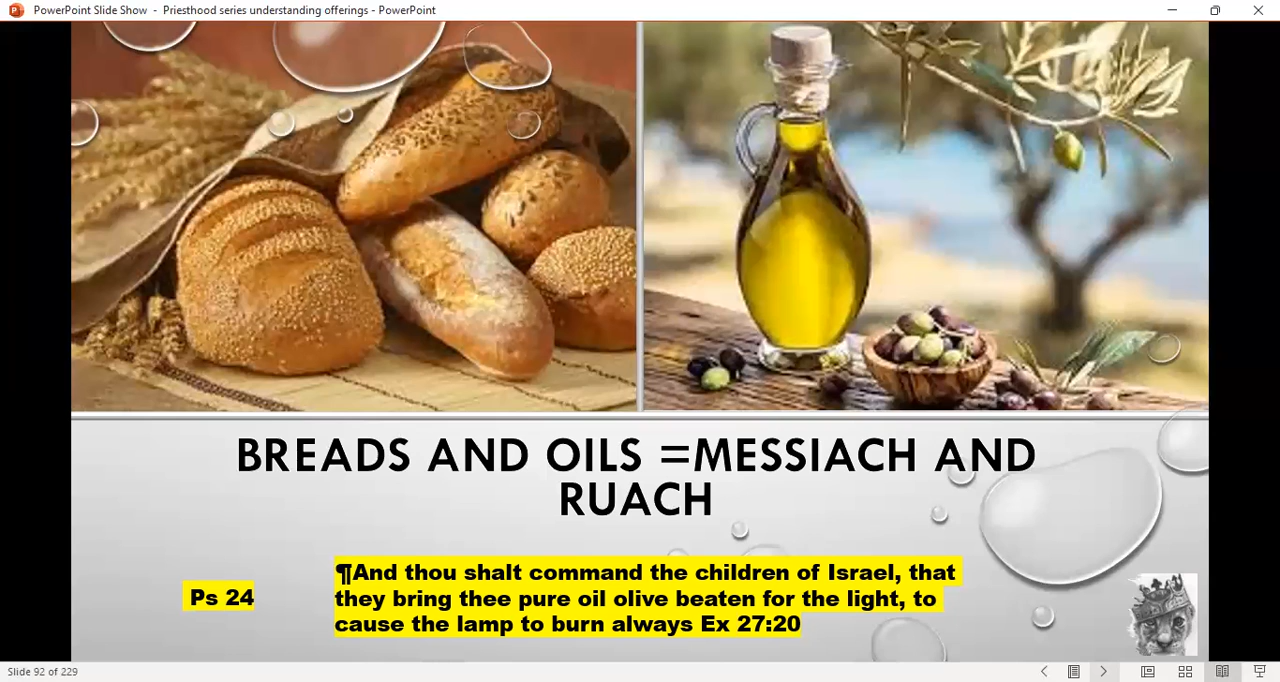 PowerPoint Slide Show - Priesthood series understanding offerings - PowerPoint
BREADS AND OILS =MESSIACH AND
RUACH
Ps 24
¶And thou shalt command the children of Israel, that
they bring thee pure oil olive beaten for the light, to
cause the lamp to burn always Ex 27:20
Slide 92 of 229